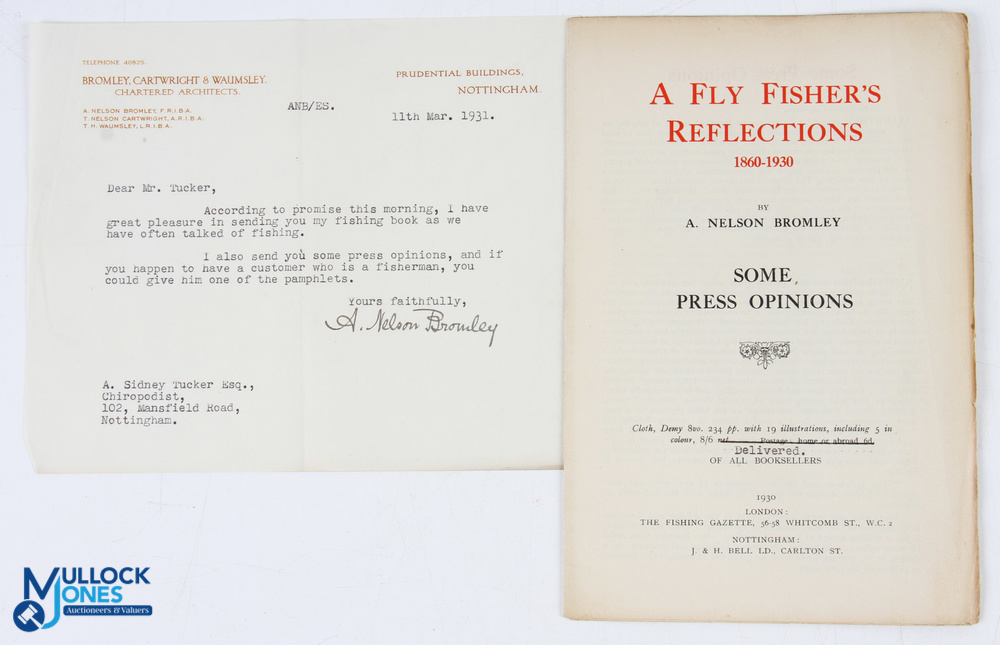 TELEPHONE 40825.
BROMLEY, CARTWRIGHT & WAUMSLEY.
CHARTERED ARCHITECTS.
A. NELSON BROMLEY, F.R.I.B.A.
T. NELSON CARTWRIGHT, A.R.I.B.A.
T. H. WAUMSLEY, L.R.I.B.A.
PRUDENTIAL BUILDINGS,
NOTTINGHAM.
ANB/ES.
11th Mar. 1931.
Dear Mr. Tucker,
According to promise this morning, I have
great pleasure in sending you my fishing book as we
have often talked of fishing.
I also send you some press opinions, and if
you happen to have a customer who is a fisherman, you
could give him one of the pamphlets.
Yours faithfully,
A. Nelson Bromley
A. Sidney Tucker Esq.,
Chiropodist,
102, Mansfield Road,
Nottingham.
A FLY FISHER'S
REFLECTIONS
1860-1930
BY
A. NELSON BROMLEY
SOME
PRESS OPINIONS
Cloth, Demy 8vo. 234 pp. with 19 illustrations, including 5 in
colour, 8/6 net Postage: home or abroad 6d.
Delivered.
OF ALL BOOKSELLERS
1930
LONDON:
THE FISHING GAZETTE, 56-58 WHITCOMB ST., W.C. 2
NOTTINGHAM:
J. & H. BELL LD., CARLTON ST.
MULLOCK
JONES
Auctioneers & Valuers